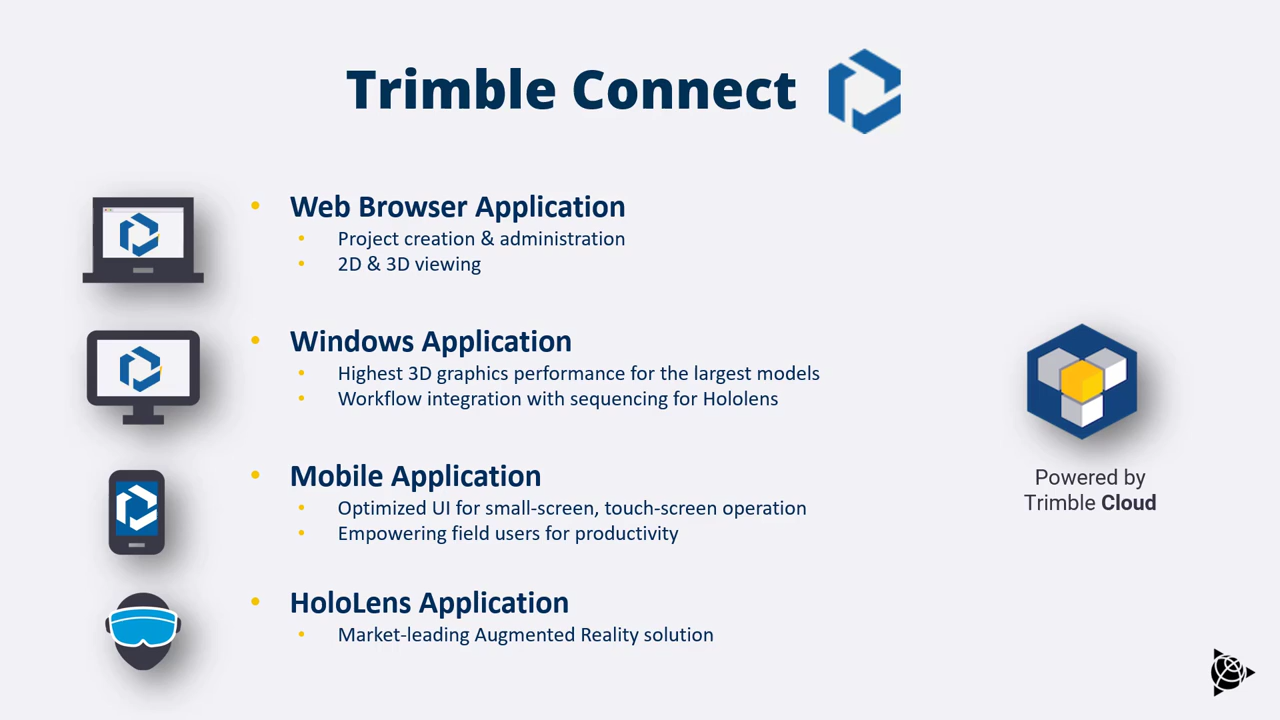 Trimble Connect
• Web Browser Application
• Project creation & administration
• 2D & 3D viewing
• Windows Application
• Highest 3D graphics performance for the largest models
• Workflow integration with sequencing for Hololens
• Mobile Application
• Optimized UI for small-screen, touch-screen operation
• Empowering field users for productivity
• HoloLens Application
• Market-leading Augmented Reality solution
Powered by
Trimble Cloud